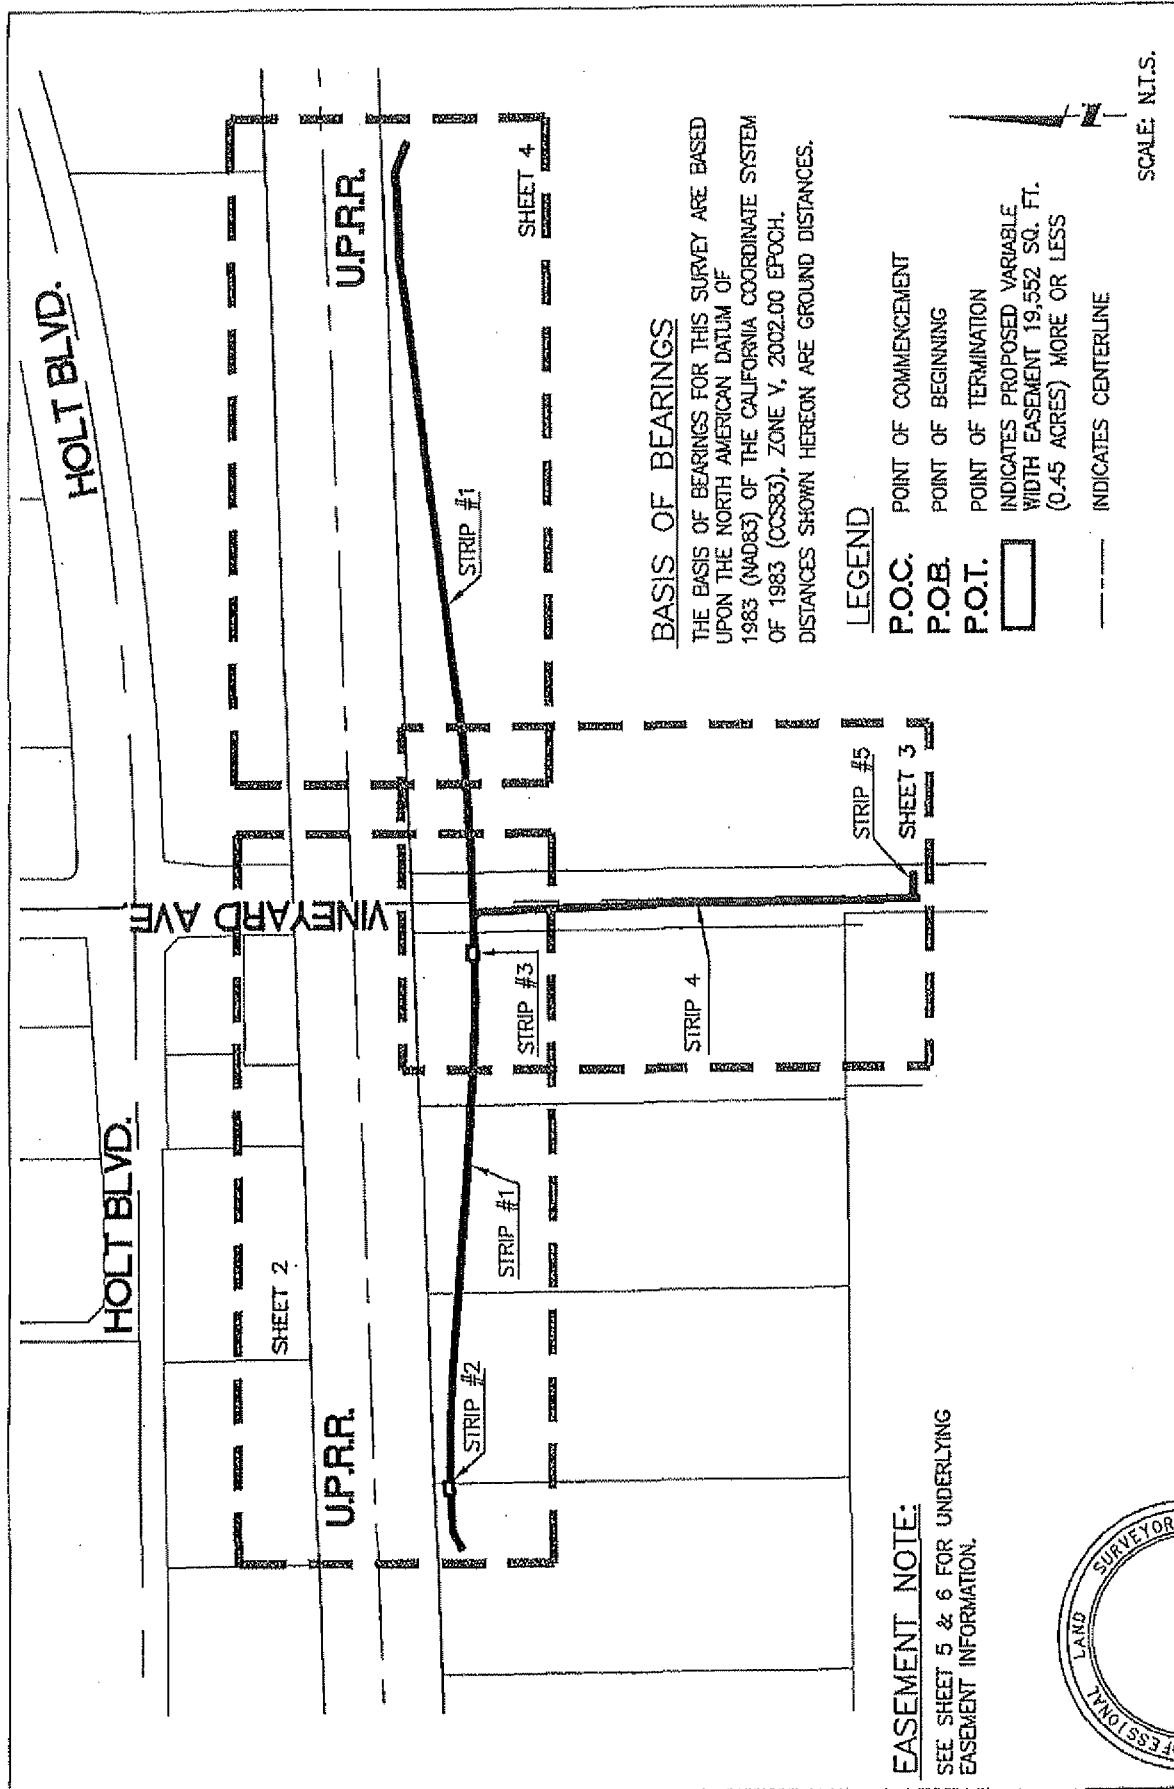 HOLT BLVD.
HOLT BLVD.
VINEYARD AVE
SHEET 2
U.P.R.R.
U.P.R.R.
SHEET 4
STRIP #2
STRIP #1
STRIP #3
STRIP #1
STRIP 4
STRIP #5
SHEET 3
BASIS OF BEARINGS
THE BASIS OF BEARINGS FOR THIS SURVEY ARE BASED
UPON THE NORTH AMERICAN DATUM OF
1983 (NAD83) OF THE CALIFORNIA COORDINATE SYSTEM
OF 1983 (CCS83), ZONE V, 2002.00 EPOCH.
DISTANCES SHOWN HEREON ARE GROUND DISTANCES.
LEGEND
P.O.C. POINT OF COMMENCEMENT
P.O.B. POINT OF BEGINNING
P.O.T. POINT OF TERMINATION
INDICATES PROPOSED VARIABLE
WIDTH EASEMENT 19,552 SQ. FT.
(0.45 ACRES) MORE OR LESS
INDICATES CENTERLINE
EASEMENT NOTE:
SEE SHEET 5 & 6 FOR UNDERLYING
EASEMENT INFORMATION.
N
SCALE: N.T.S.
FESSIONAL LAND SURVEYOR